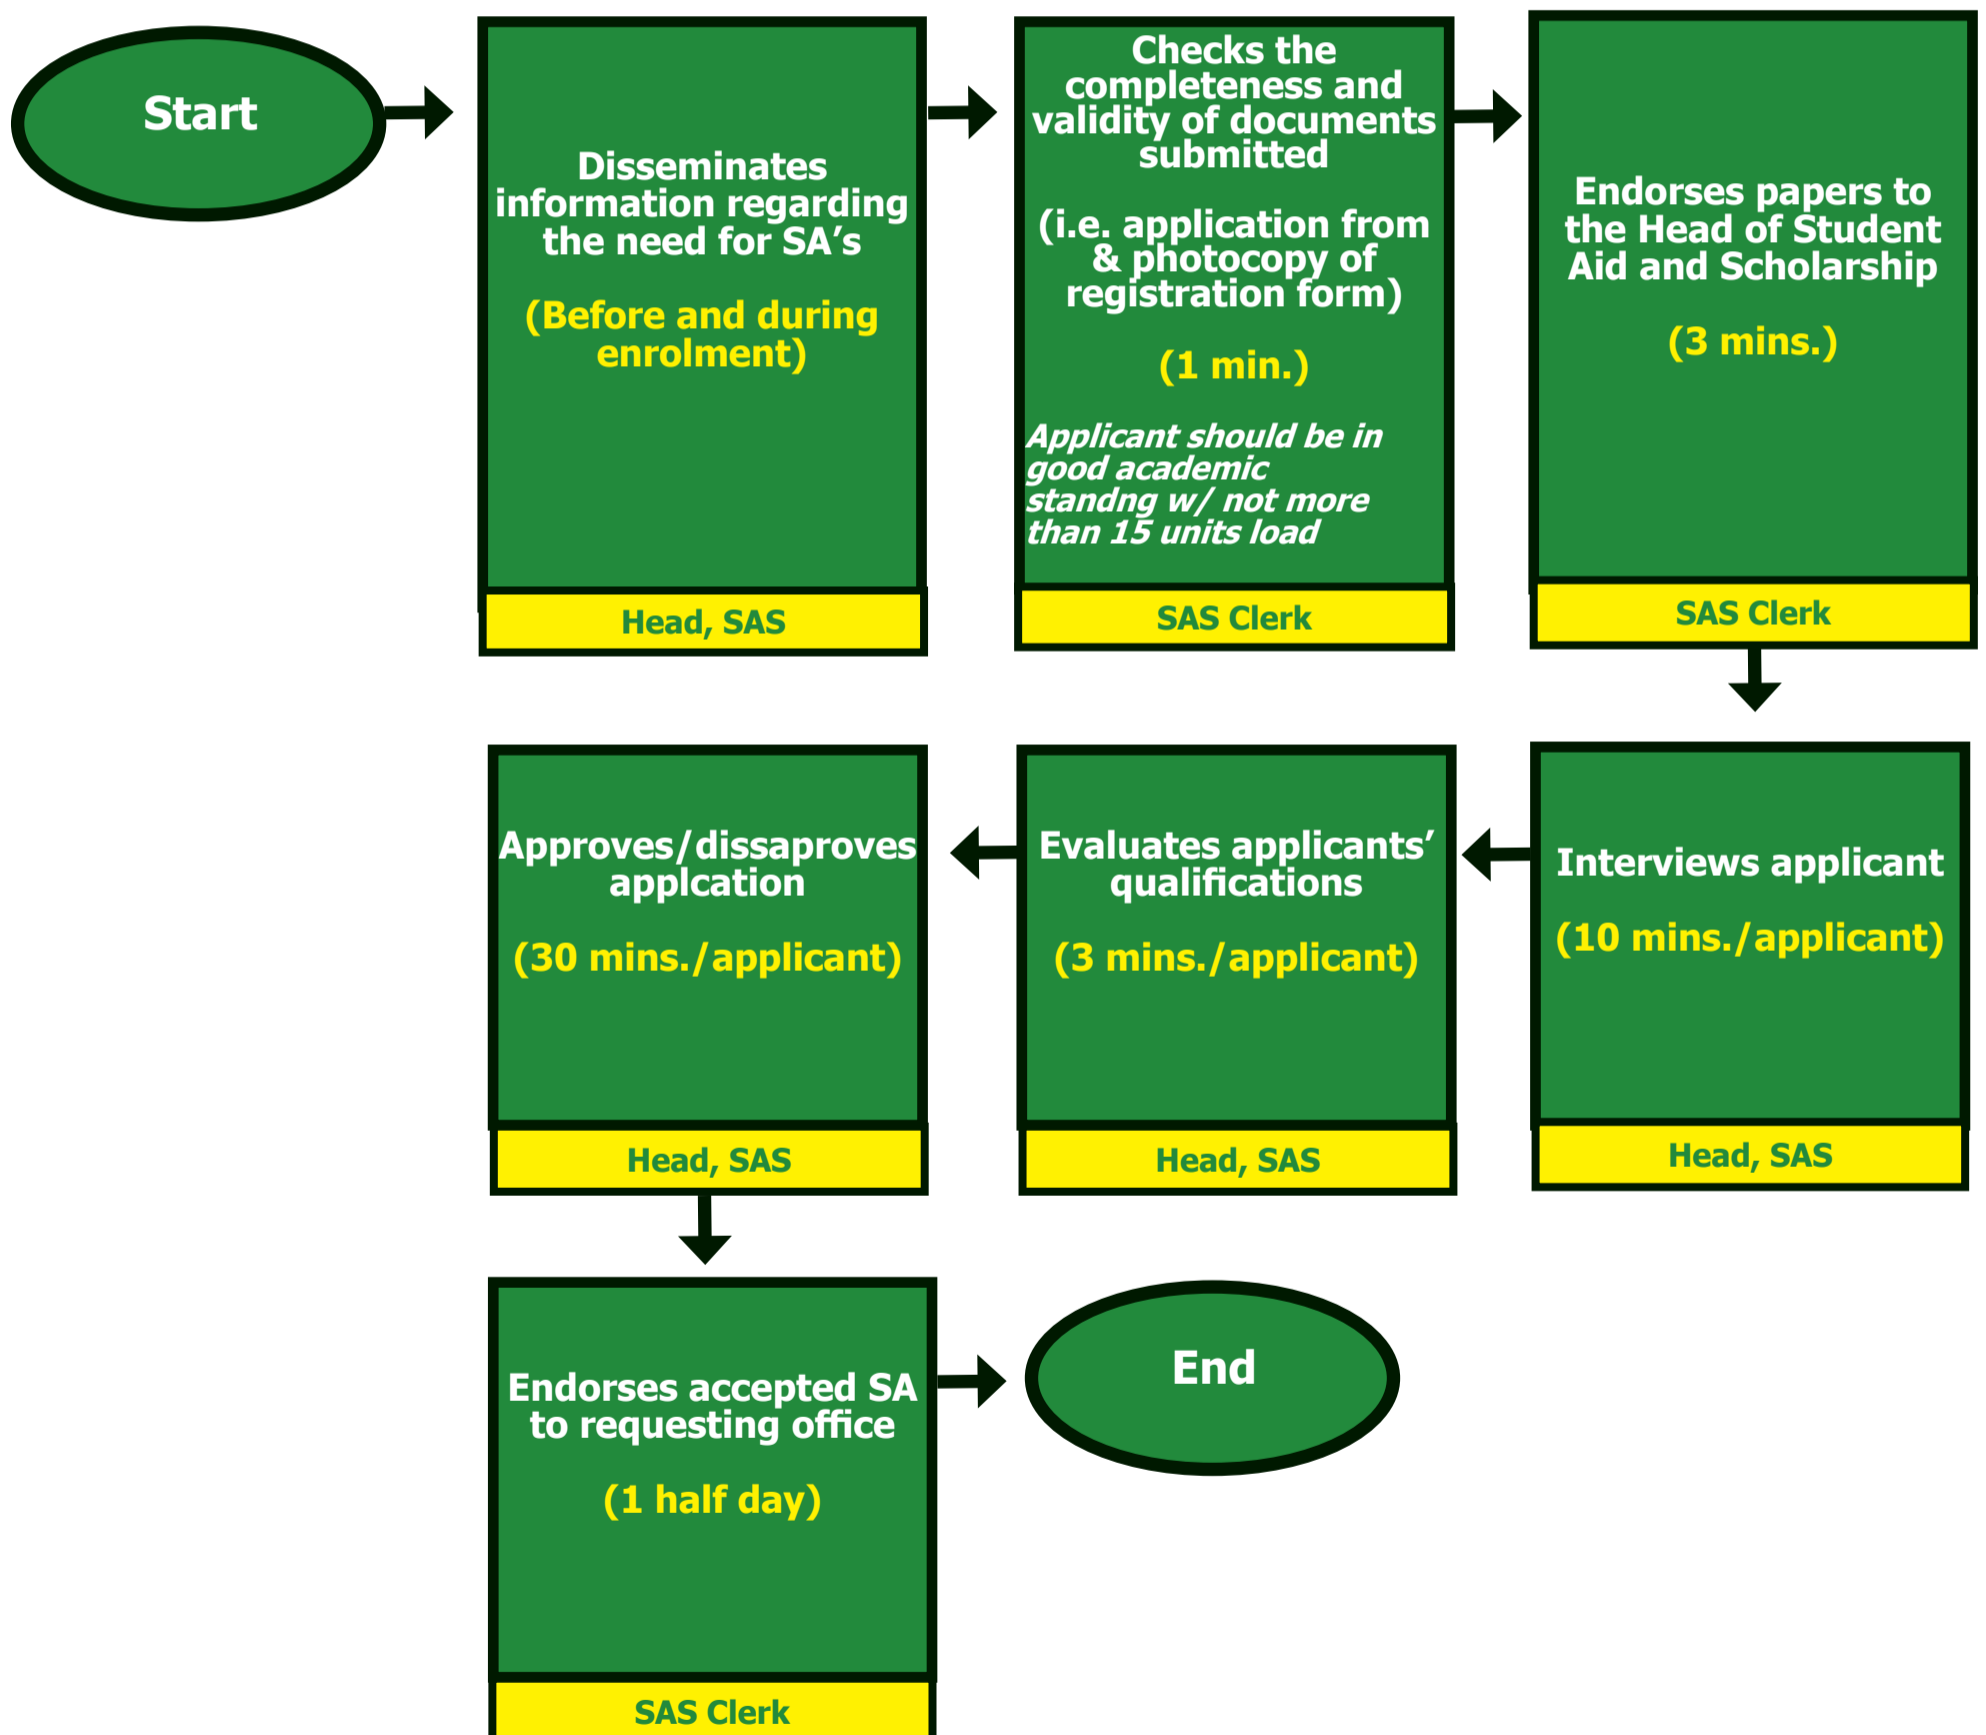 Start
Disseminates
information regarding
the need for SA's
(Before and during
enrolment)
Head, SAS
Checks the
completeness and
validity of documents
submitted
(i.e. application from
& photocopy of
registration form)
(1 min.)
Applicant should be in
good academic
standng w/ not more
than 15 units load
SAS Clerk
Endorses papers to
the Head of Student
Aid and Scholarship
(3 mins.)
SAS Clerk
Interviews applicant
(10 mins./applicant)
Head, SAS
Evaluates applicants’
qualifications
(3 mins./applicant)
Head, SAS
Approves/dissaproves
applcation
(30 mins./applicant)
Head, SAS
Endorses accepted SA
to requesting office
(1 half day)
SAS Clerk
End